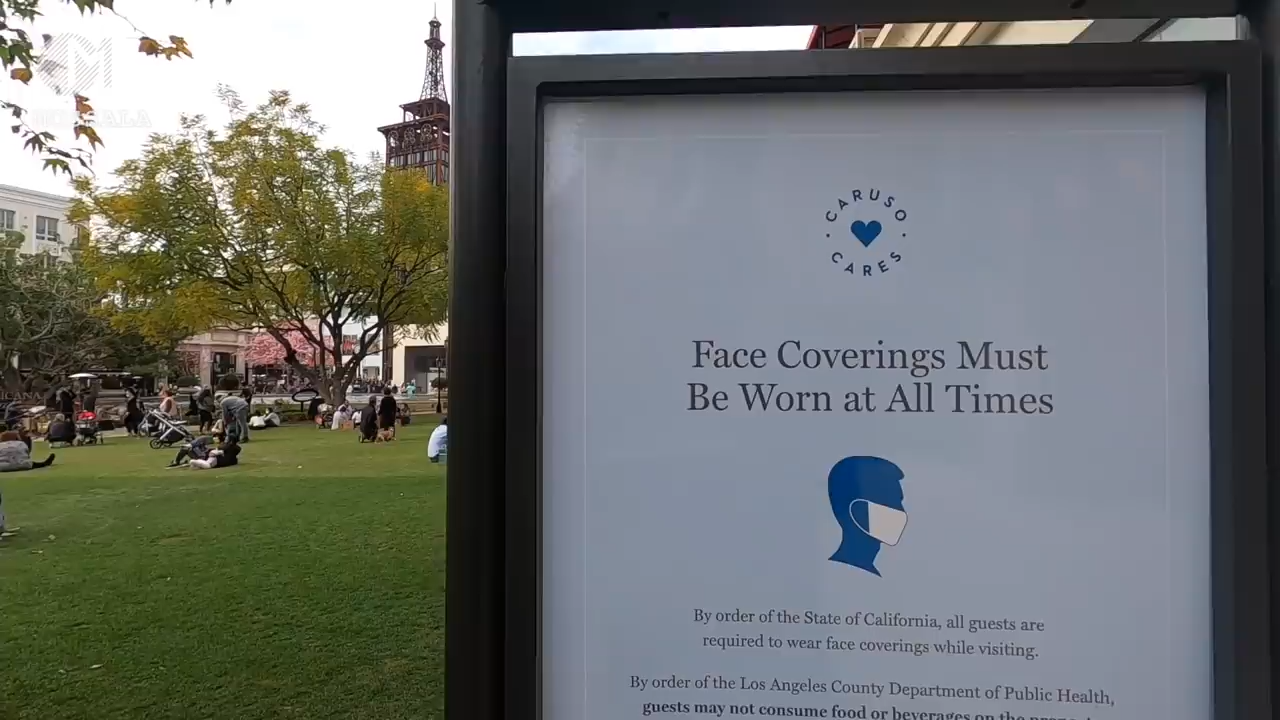 CARUSO
CARES
Face Coverings Must
Be Worn at All Times
By order of the State of California, all guests are
required to wear face coverings while visiting.
By order of the Los Angeles County Department of Public Health,
guests may not consume food or beverages on the